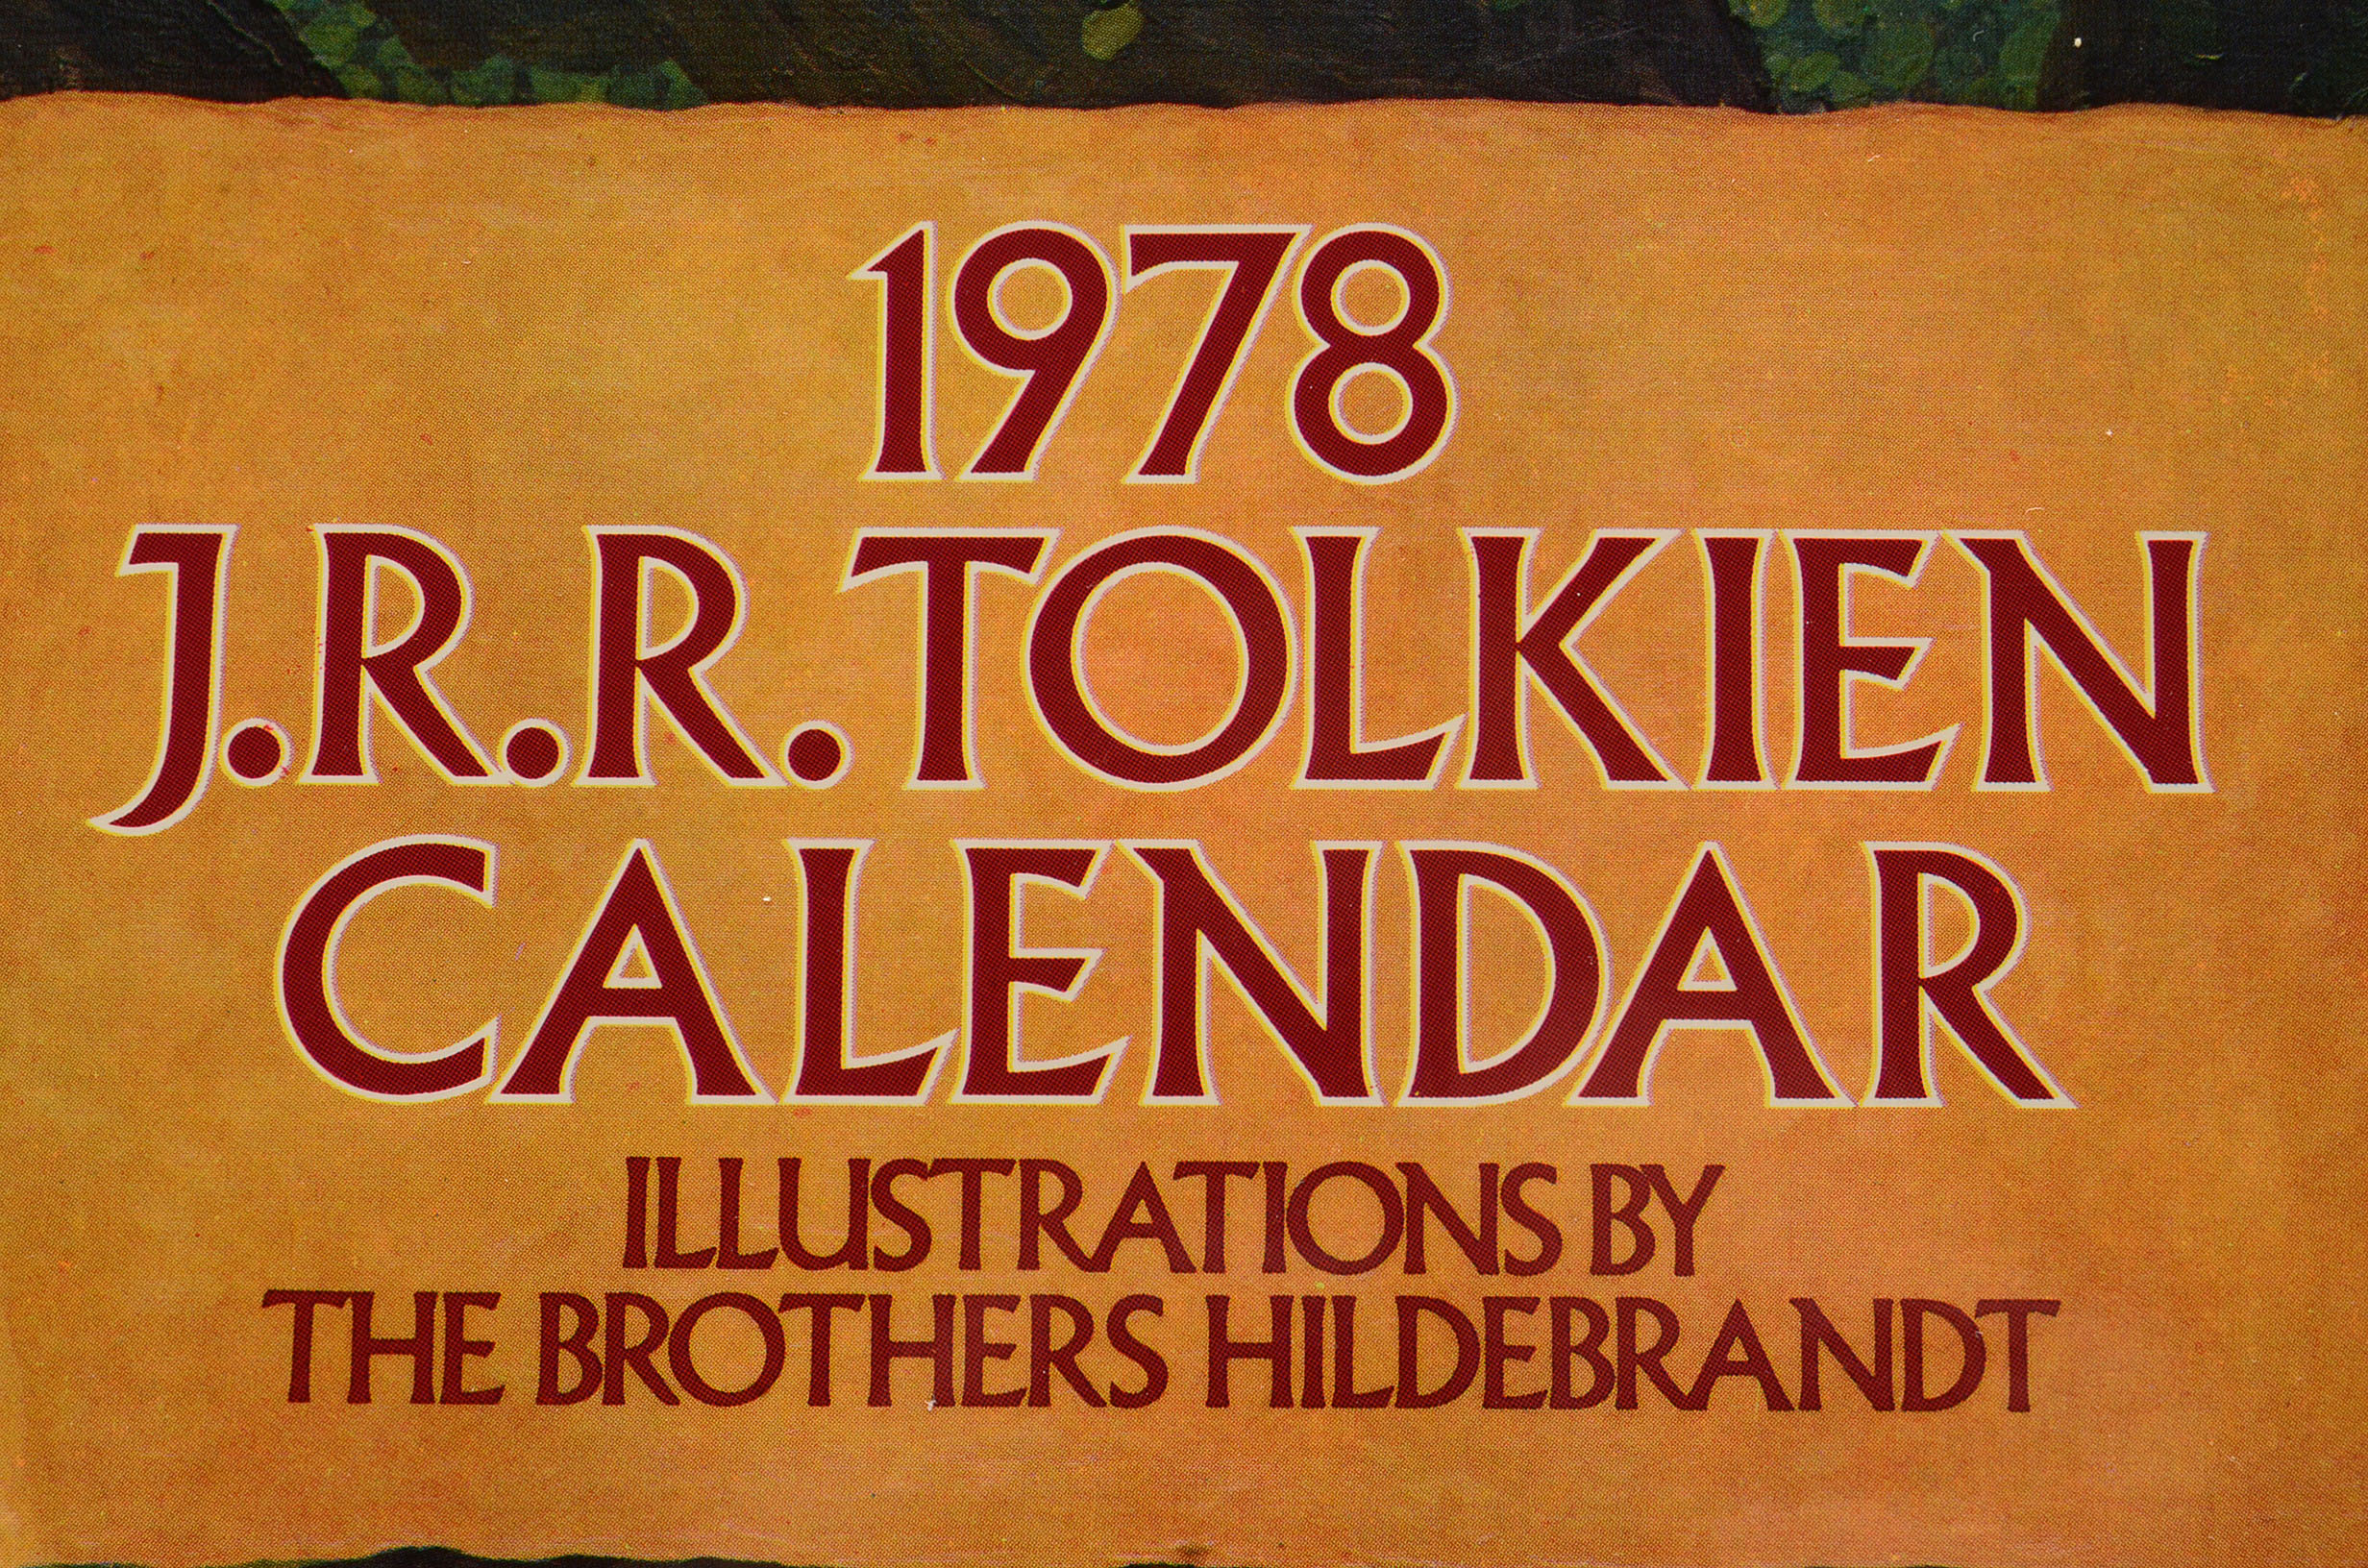 1978
J.R.R. TOLKIEN
CALENDAR
ILLUSTRATIONS BY
THE BROTHERS HILDEBRANDT